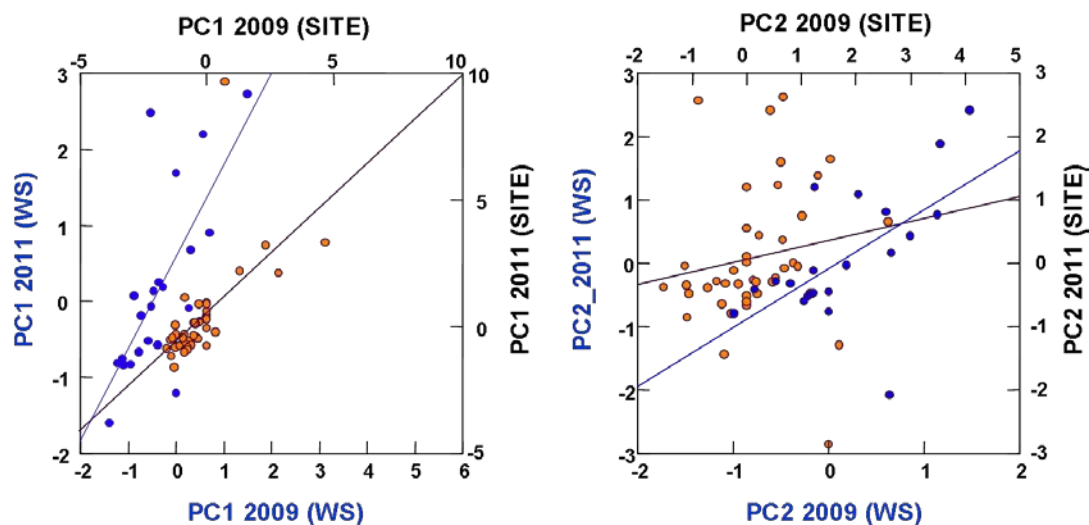 PC1 2009 (SITE)
-5 0 5 10
3 2 1 0 -1 -2
PC1 2011 (WS)
10 5 0 -5
PC1 2011 (SITE)
-2 -1 0 1 2 3 4 5 6
PC1 2009 (WS)
PC2 2009 (SITE)
-1 0 1 2 3 4 5
3 2 1 0 -1 -2 -3
PC2_2011 (WS)
3 2 1 0 -1 -2 -3
PC2 2011 (SITE)
-2 -1 0 1 2
PC2 2009 (WS)